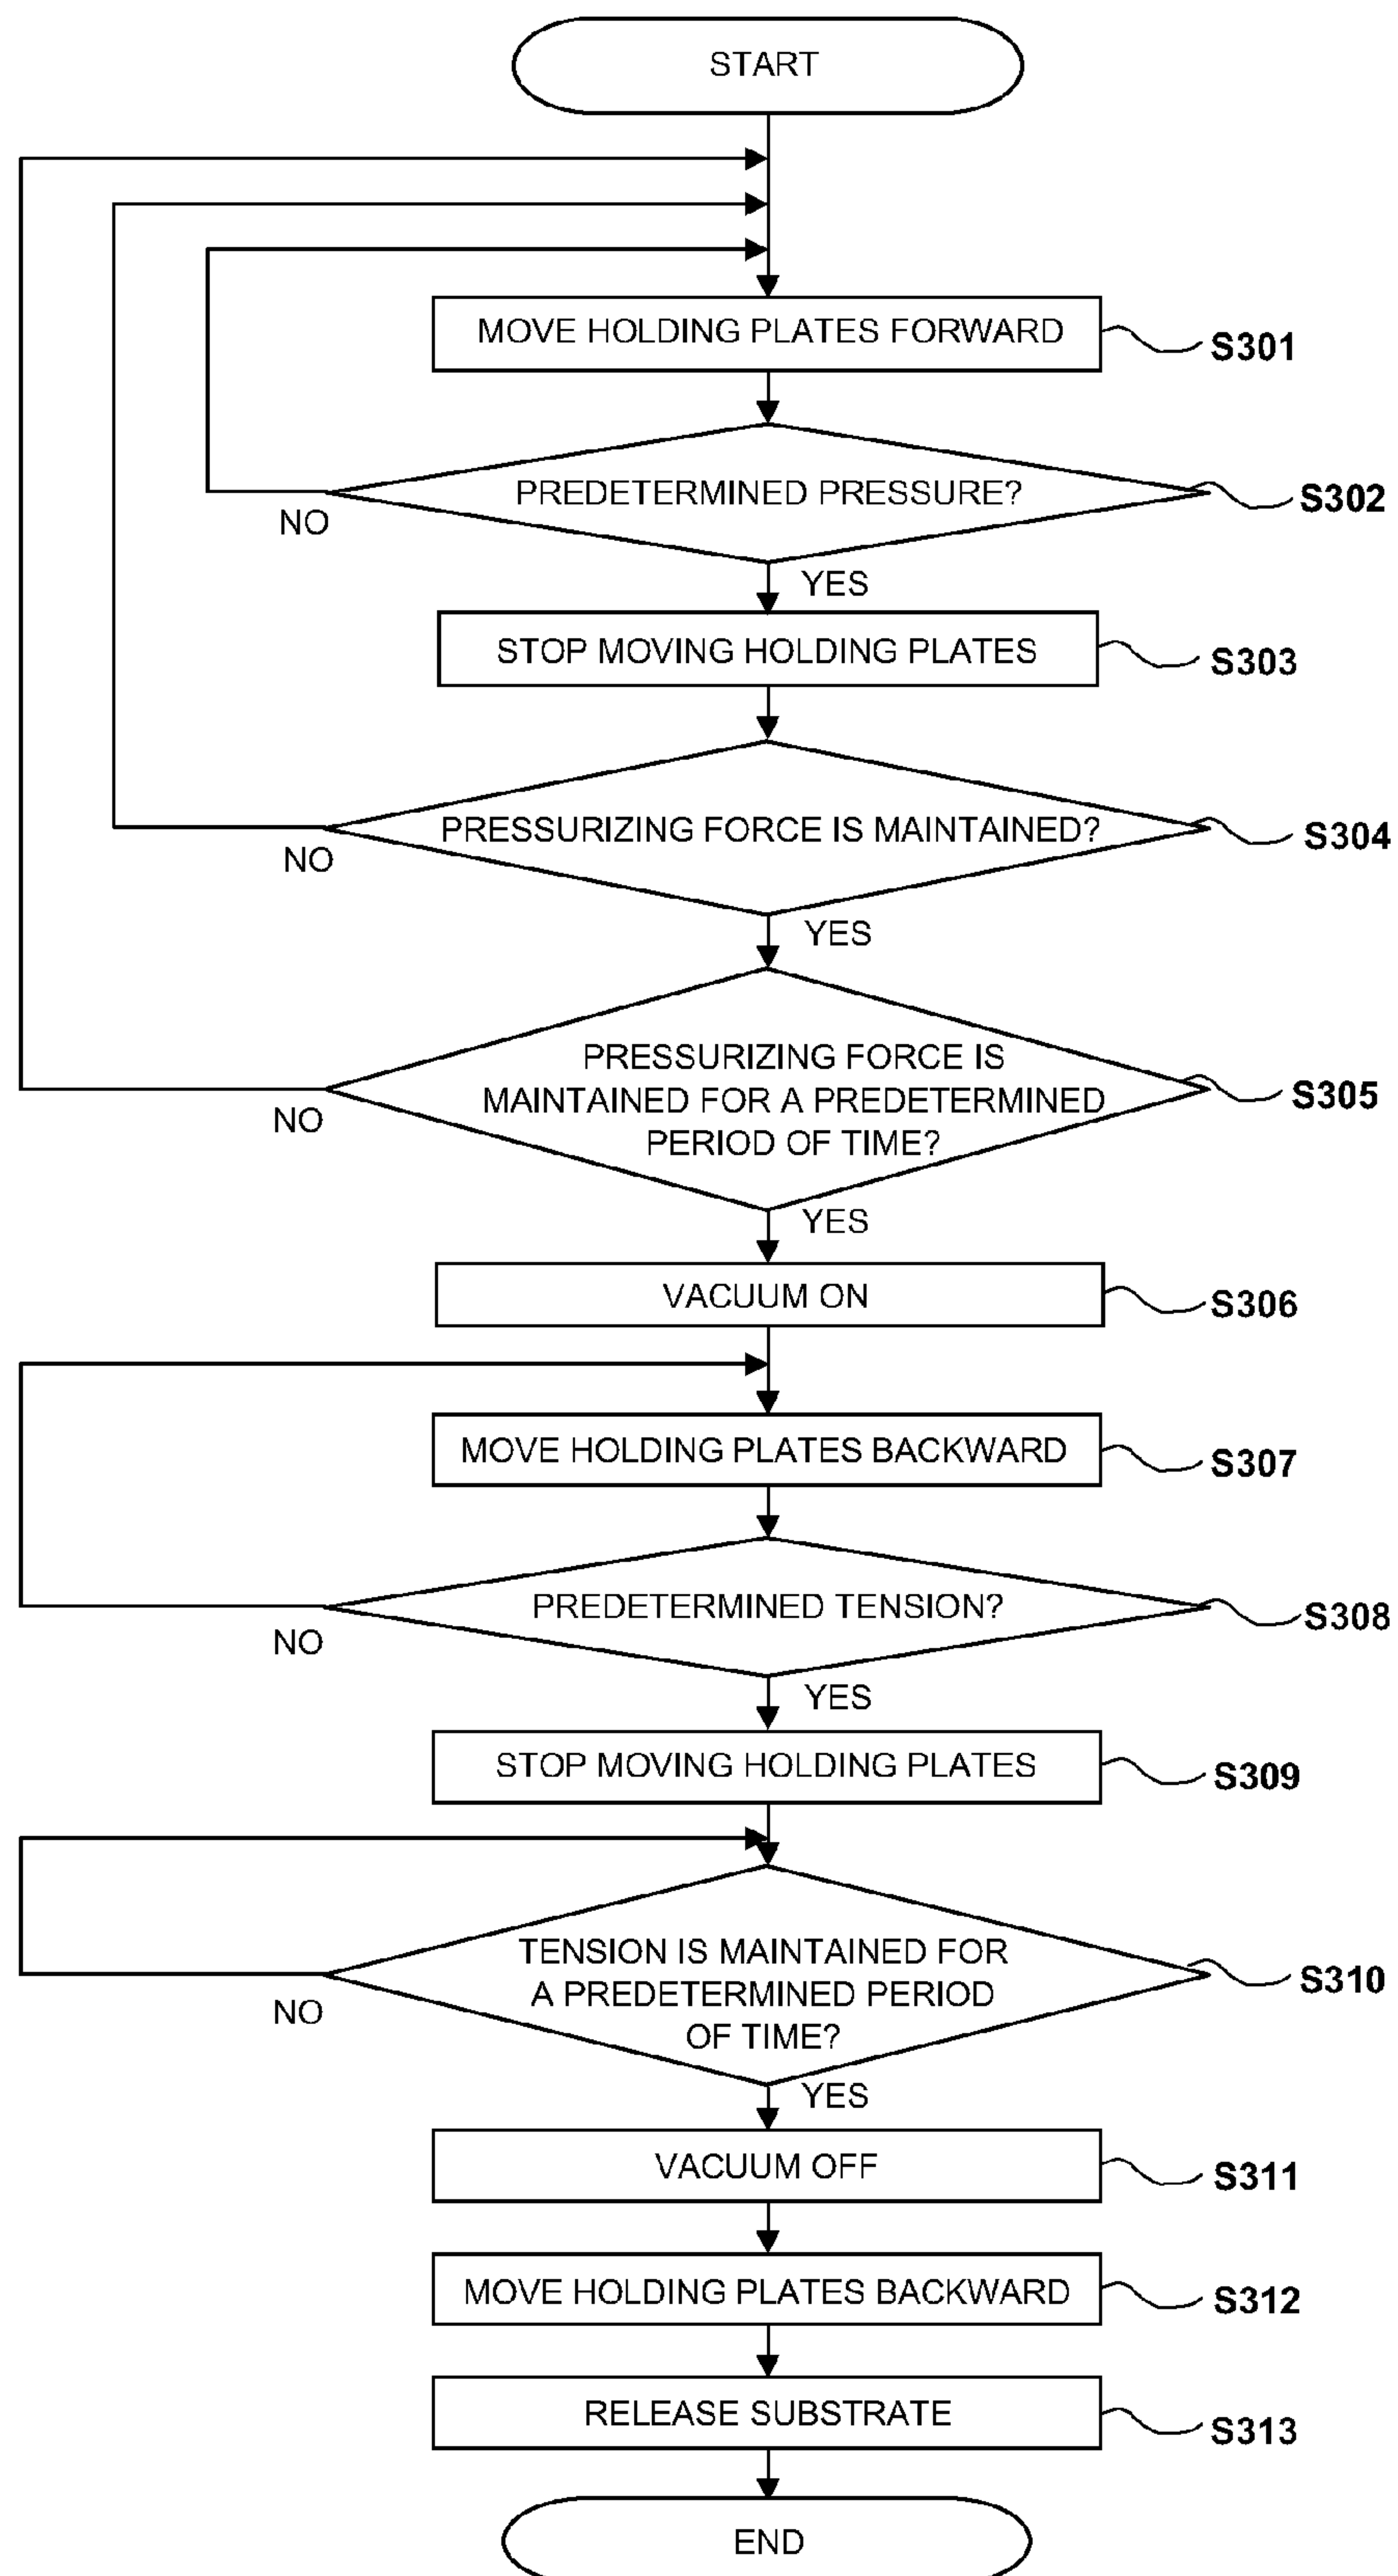 START
MOVE HOLDING PLATES FORWARD
S301
PREDETERMINED PRESSURE?
S302
NO
YES
STOP MOVING HOLDING PLATES
S303
PRESSURIZING FORCE IS MAINTAINED?
S304
NO
YES
PRESSURIZING FORCE IS
MAINTAINED FOR A PREDETERMINED
PERIOD OF TIME?
S305
NO
YES
VACUUM ON
S306
MOVE HOLDING PLATES BACKWARD
S307
PREDETERMINED TENSION?
S308
NO
YES
STOP MOVING HOLDING PLATES
S309
TENSION IS MAINTAINED FOR
A PREDETERMINED PERIOD
OF TIME?
S310
NO
YES
VACUUM OFF
S311
MOVE HOLDING PLATES BACKWARD
S312
RELEASE SUBSTRATE
S313
END